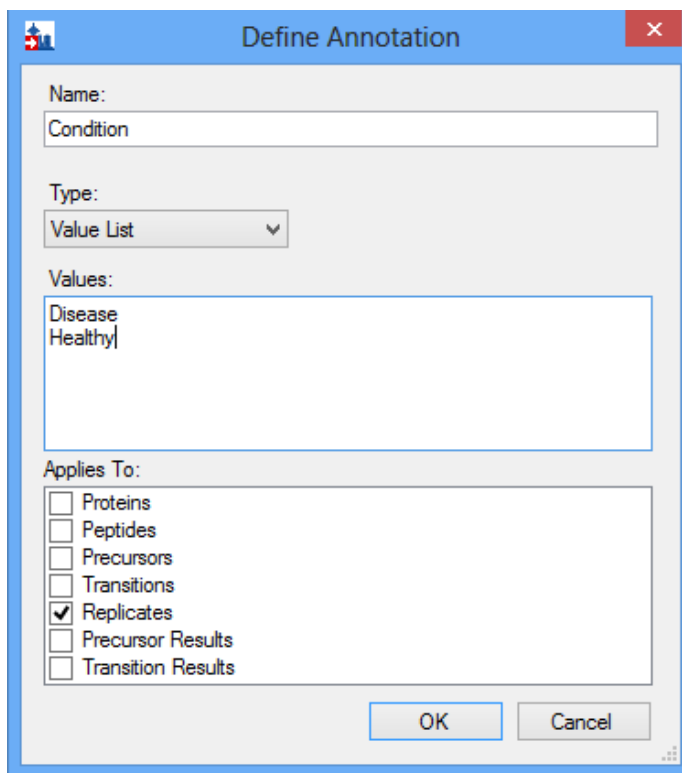 Define Annotation
Name:
Condition
Type:
Value List
Values:
Disease
Healthy
Applies To:
Proteins
Peptides
Precursors
Transitions
Replicates
Precursor Results
Transition Results
OK Cancel